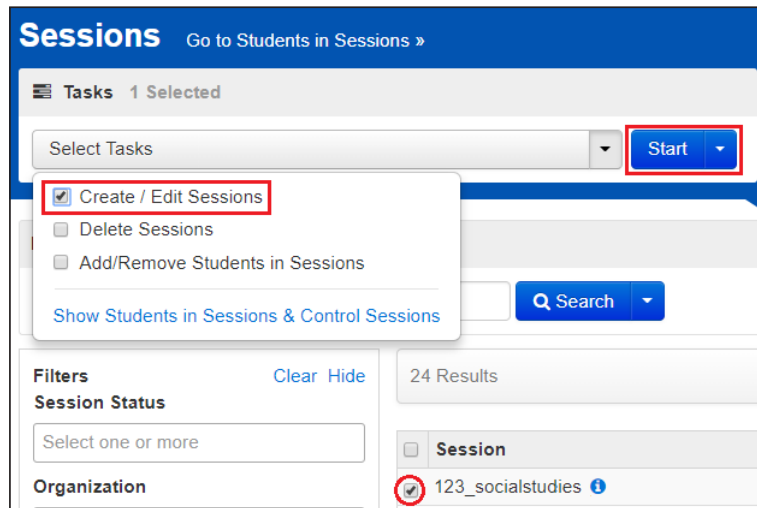 Sessions Go to Students in Sessions »
Tasks 1 Selected
Select Tasks
Start
Create / Edit Sessions
Delete Sessions
Add/Remove Students in Sessions
Show Students in Sessions & Control Sessions
Search
Filters Clear Hide
Session Status
Select one or more
Organization
24 Results
Session
123_socialstudies